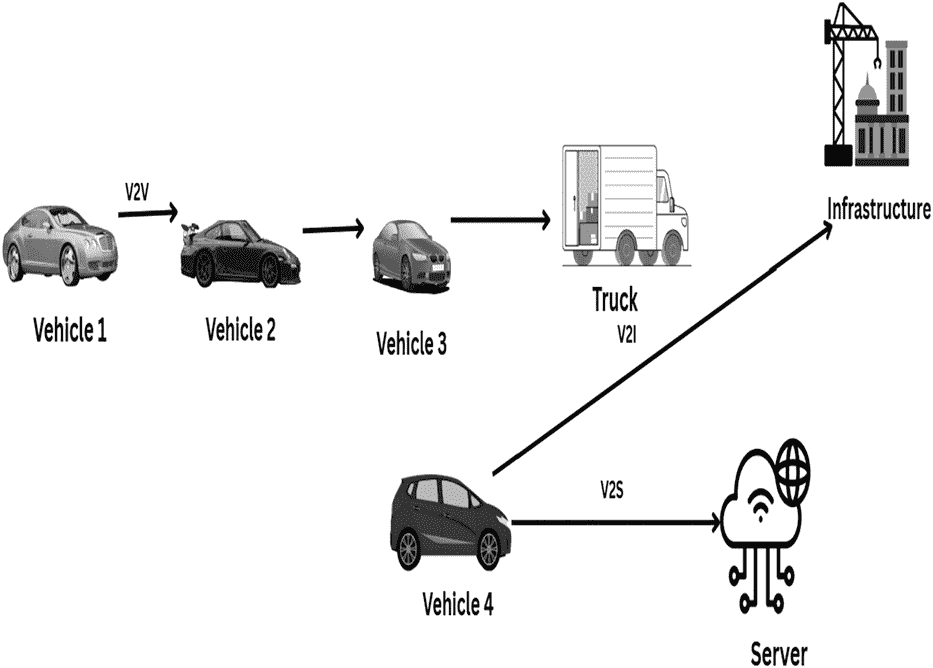 V2V
Infrastructure
Vehicle 1
Vehicle 2
Vehicle 3
Truck
V2I
V2S
Vehicle 4
Server